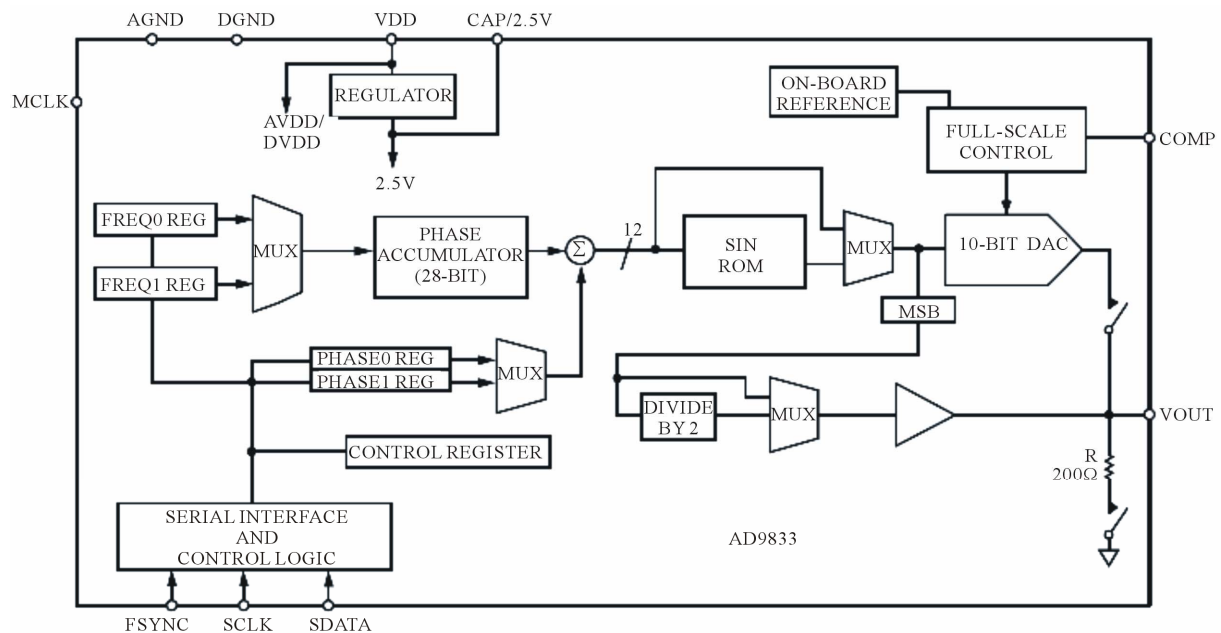 AGND
DGND
VDD
CAP/2.5V
MCLK
REGULATOR
AVDD/
DVDD
2.5V
ON-BOARD
REFERENCE
FULL-SCALE
CONTROL
COMP
FREQ0 REG
FREQ1 REG
MUX
PHASE
ACCUMULATOR
(28-BIT)
Σ
12
SIN
ROM
MUX
10-BIT DAC
MSB
PHASE0 REG
PHASE1 REG
MUX
DIVIDE
BY 2
MUX
VOUT
R
200Ω
CONTROL REGISTER
SERIAL INTERFACE
AND
CONTROL LOGIC
AD9833
FSYNC
SCLK
SDATA